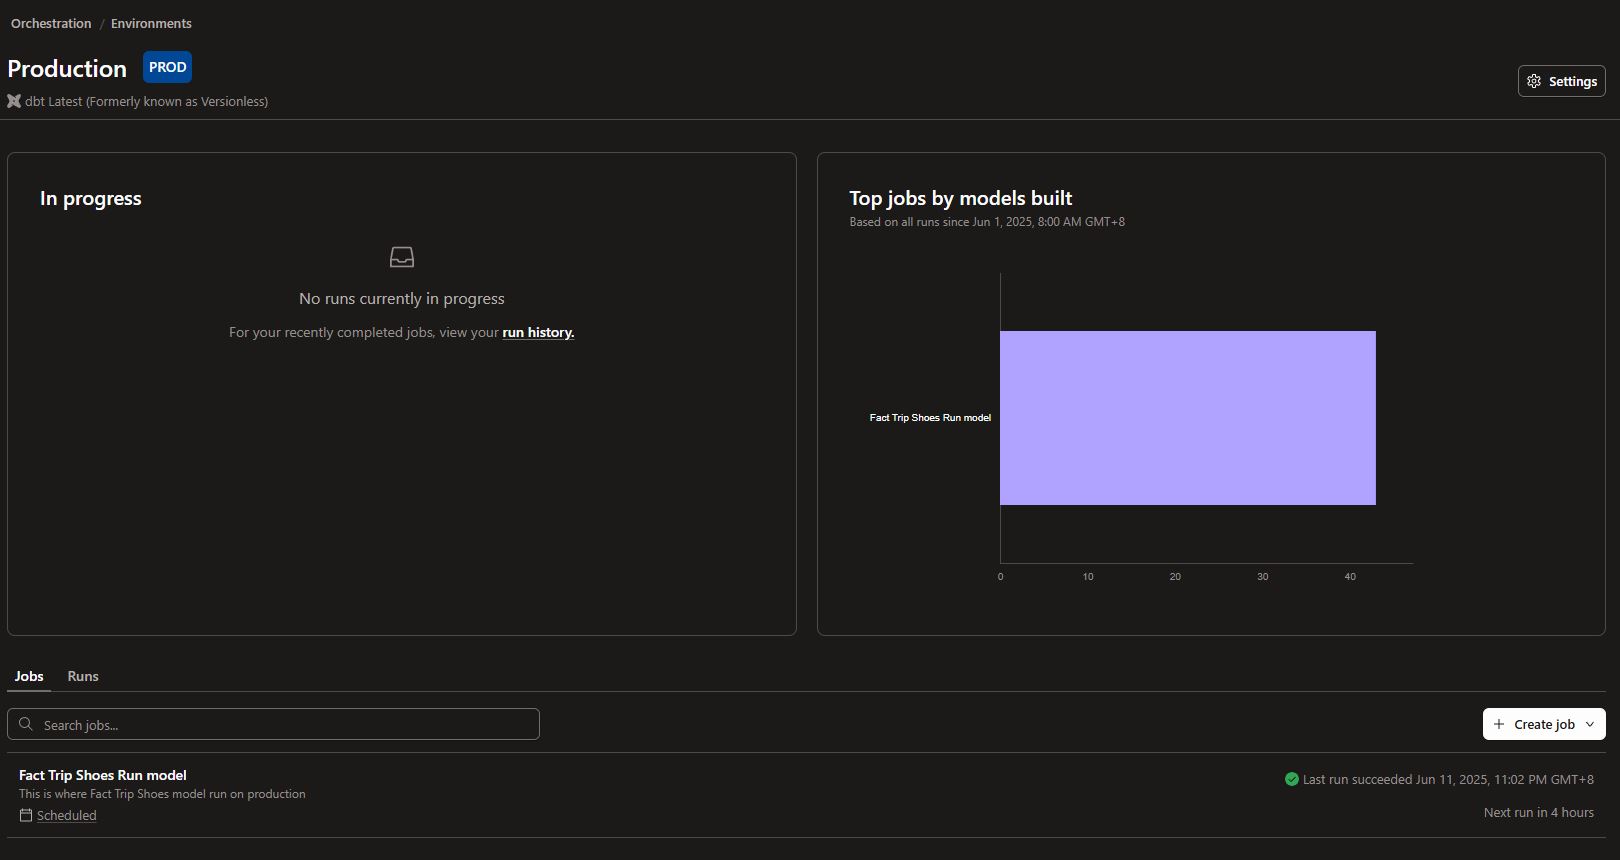 Orchestration / Environments
Production PROD
dbt Latest (Formerly known as Versionless)
Settings
In progress
No runs currently in progress
For your recently completed jobs, view your run history.
Top jobs by models built
Based on all runs since Jun 1, 2025, 8:00 AM GMT+8
Fact Trip Shoes Run model
0 10 20 30 40
Jobs Runs
Search jobs...
Create job
Fact Trip Shoes Run model
This is where Fact Trip Shoes model run on production
Scheduled
Last run succeeded Jun 11, 2025, 11:02 PM GMT+8
Next run in 4 hours